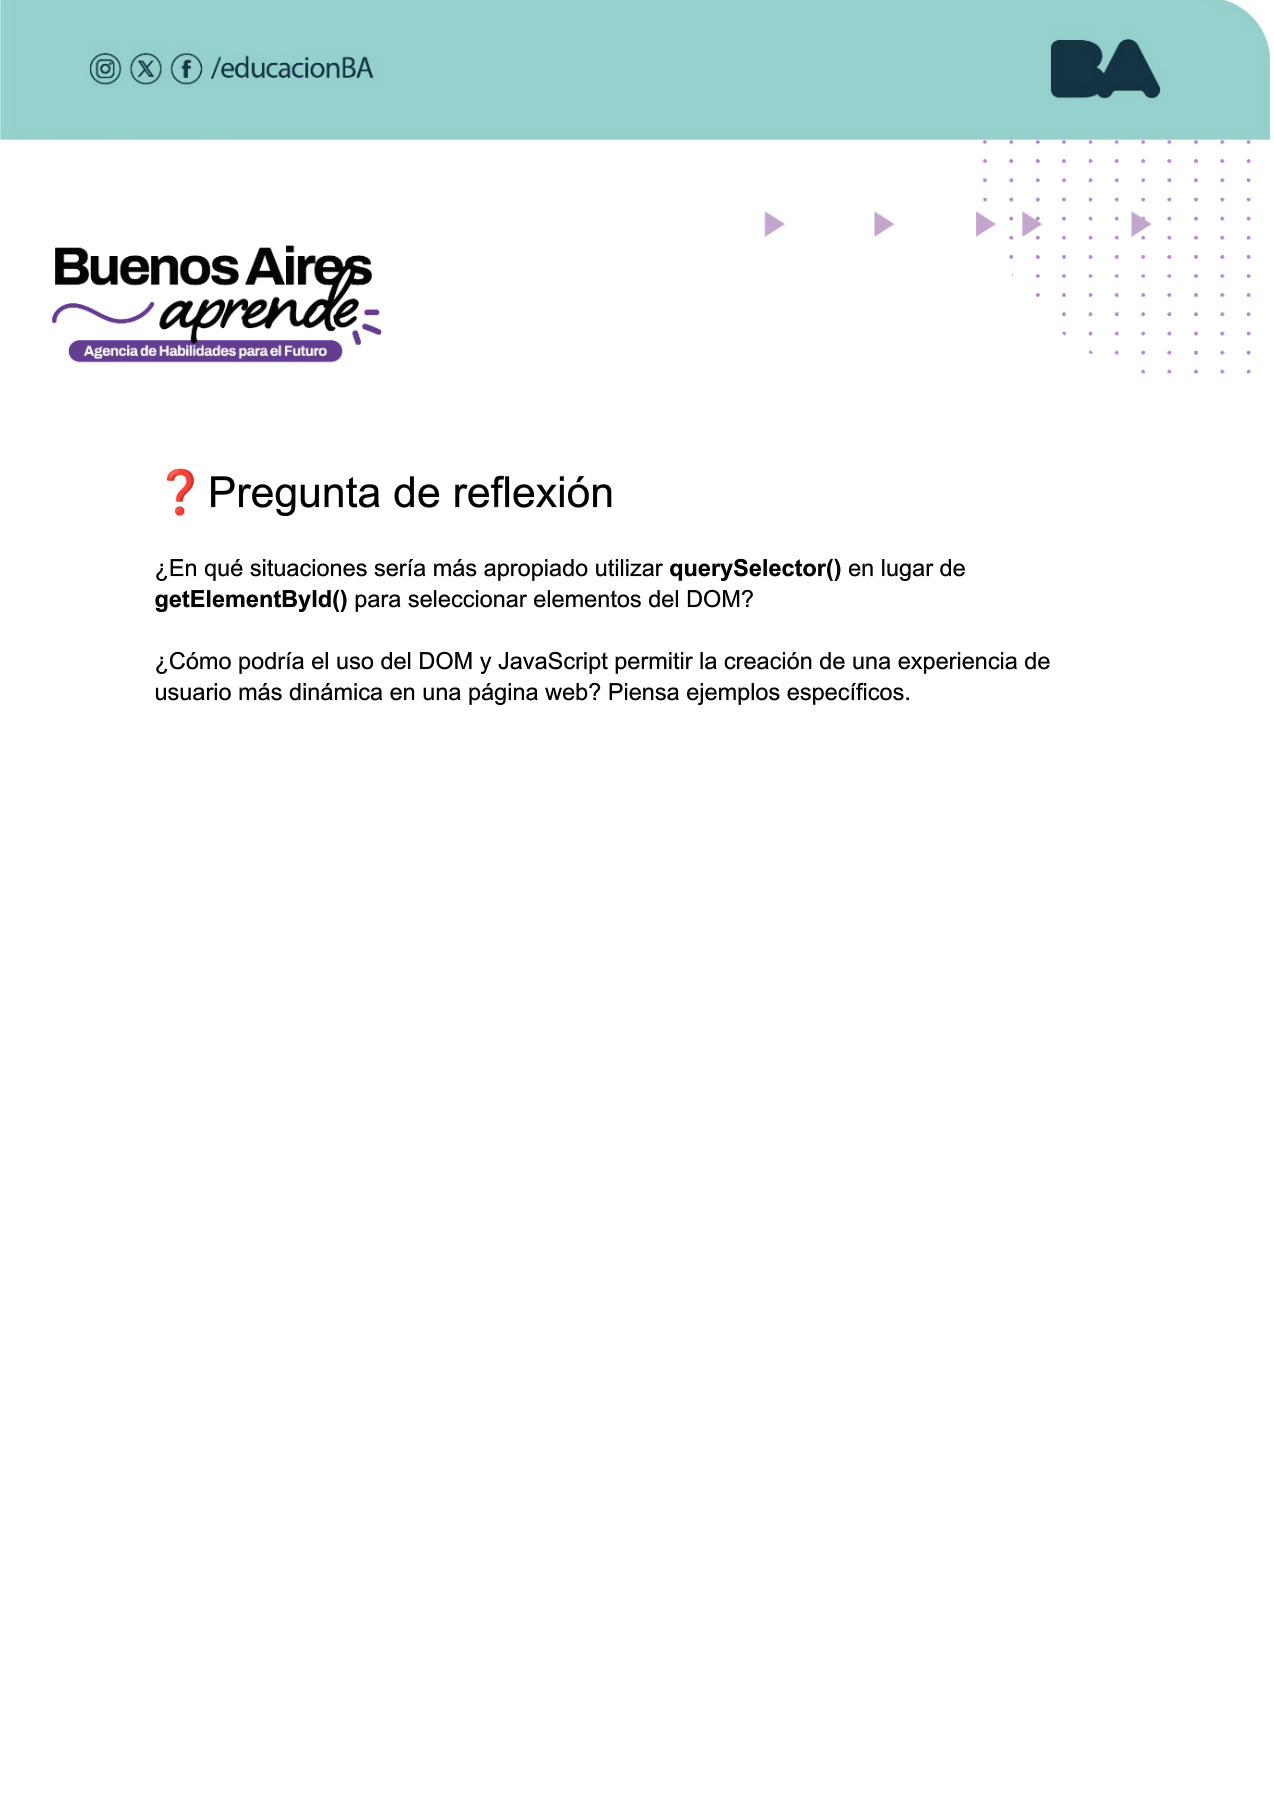 /educacionBA
BA
Buenos Aires
aprende
Agencia de Habilidades para el Futuro
❓Pregunta de reflexión
¿En qué situaciones sería más apropiado utilizar querySelector() en lugar de
getElementById() para seleccionar elementos del DOM?
¿Cómo podría el uso del DOM y JavaScript permitir la creación de una experiencia de
usuario más dinámica en una página web? Piensa ejemplos específicos.